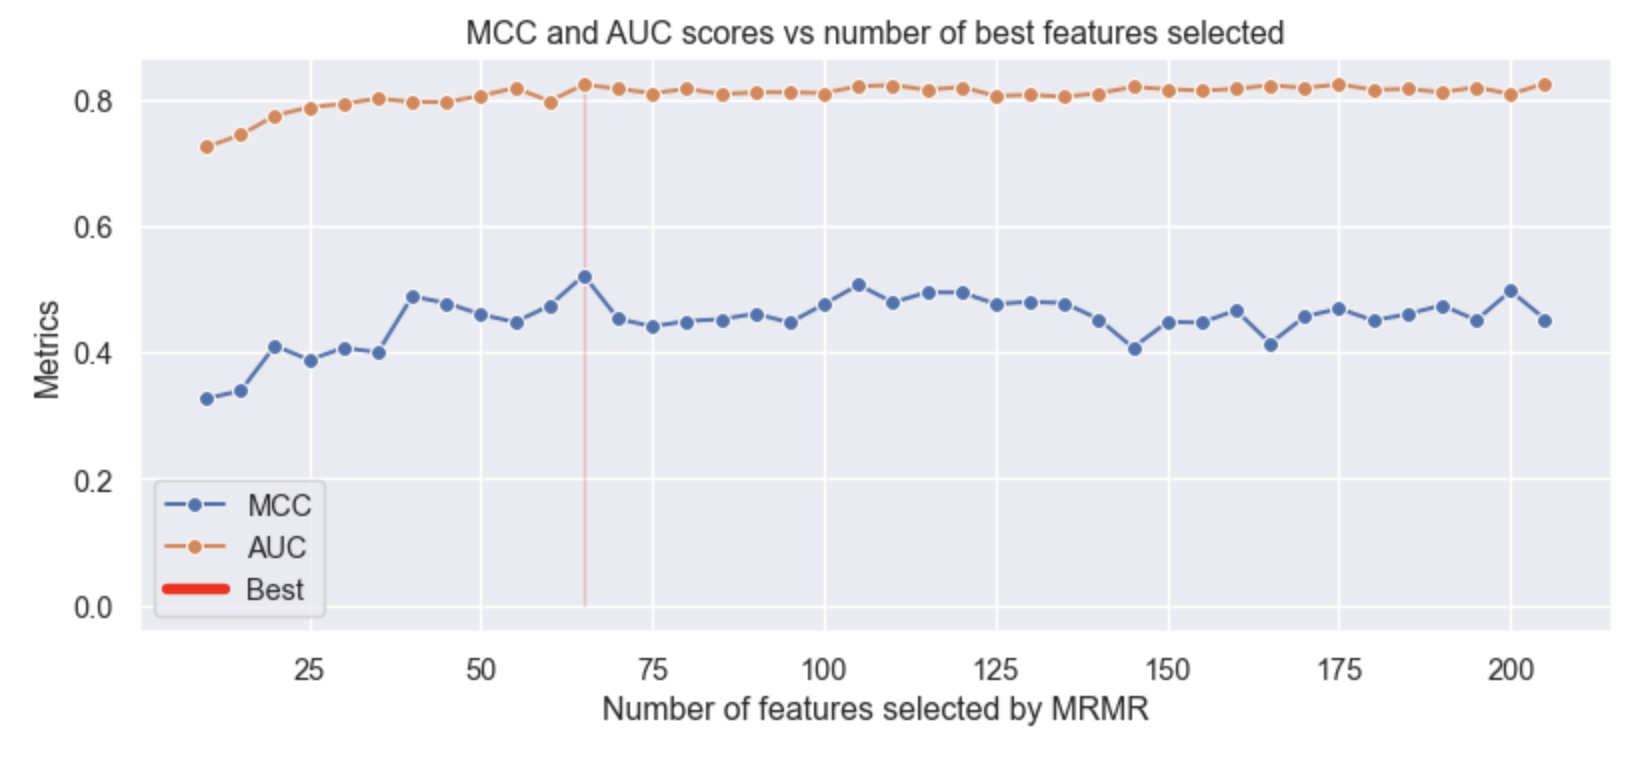 MCC and AUC scores vs number of best features selected
Metrics
0.8
0.6
0.4
0.2
0.0
MCC
AUC
Best
25 50 75 100 125 150 175 200
Number of features selected by MRMR